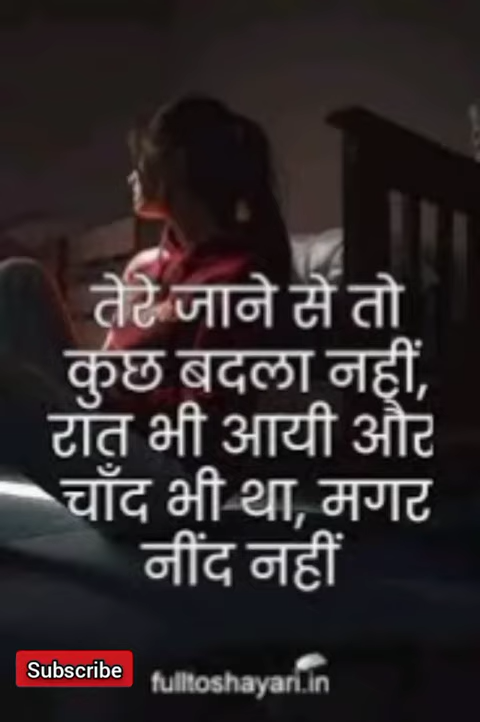 तेरे जाने से तो
कुछ बदला नहीं,
रात भी आयी और
चाँद भी था, मगर
नींद नहीं
Subscribe
fulltoshayari.in